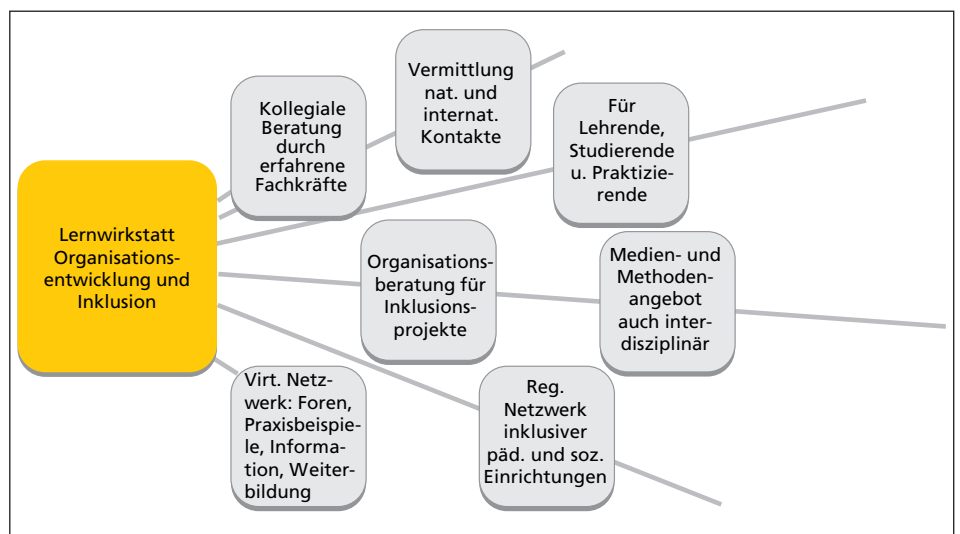 Lernwirkstatt
Organisations-
entwicklung und
Inklusion
Kollegiale
Beratung
durch
erfahrene
Fachkräfte
Vermittlung
nat. und
internat.
Kontakte
Für
Lehrende,
Studierende
u. Praktizie-
rende
Organisations-
beratung für
Inklusions-
projekte
Medien- und
Methoden-
angebot
auch inter-
disziplinär
Virt. Netz-
werk: Foren,
Praxisbeispie-
le, Informa-
tion, Weiter-
bildung
Reg.
Netzwerk
inklusiver
päd. und soz.
Einrichtungen